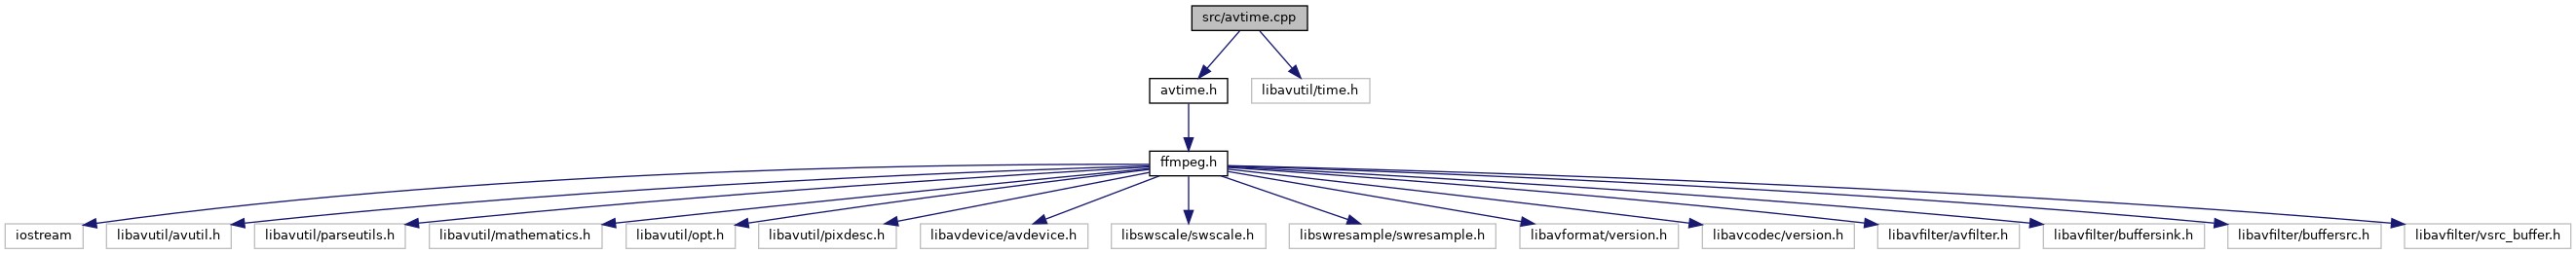 src/avtime.cpp
avtime.h
libavutil/time.h
ffmpeg.h
iostream
libavutil/avutil.h
libavutil/parseutils.h
libavutil/mathematics.h
libavutil/opt.h
libavutil/pixdesc.h
libavdevice/avdevice.h
libswscale/swscale.h
libswresample/swresample.h
libavformat/version.h
libavcodec/version.h
libavfilter/avfilter.h
libavfilter/buffersink.h
libavfilter/buffersrc.h
libavfilter/vsrc_buffer.h